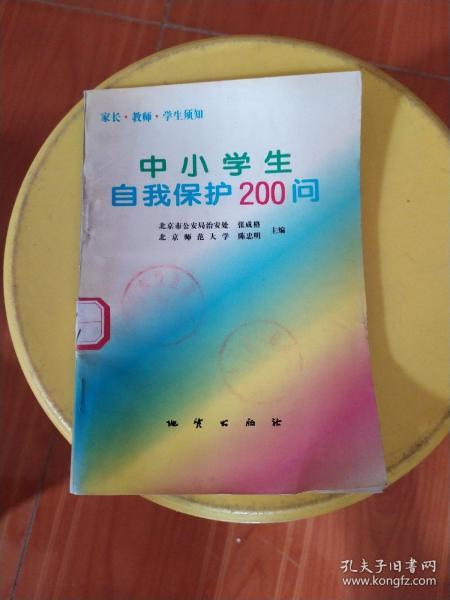 家长·教师·学生须知
中小学生
自我保护200问
北京市公安局治安处 张成格
北京师范大学 陈忠明 主编
地质出版社
孔夫子旧书网
www.kongfz.com